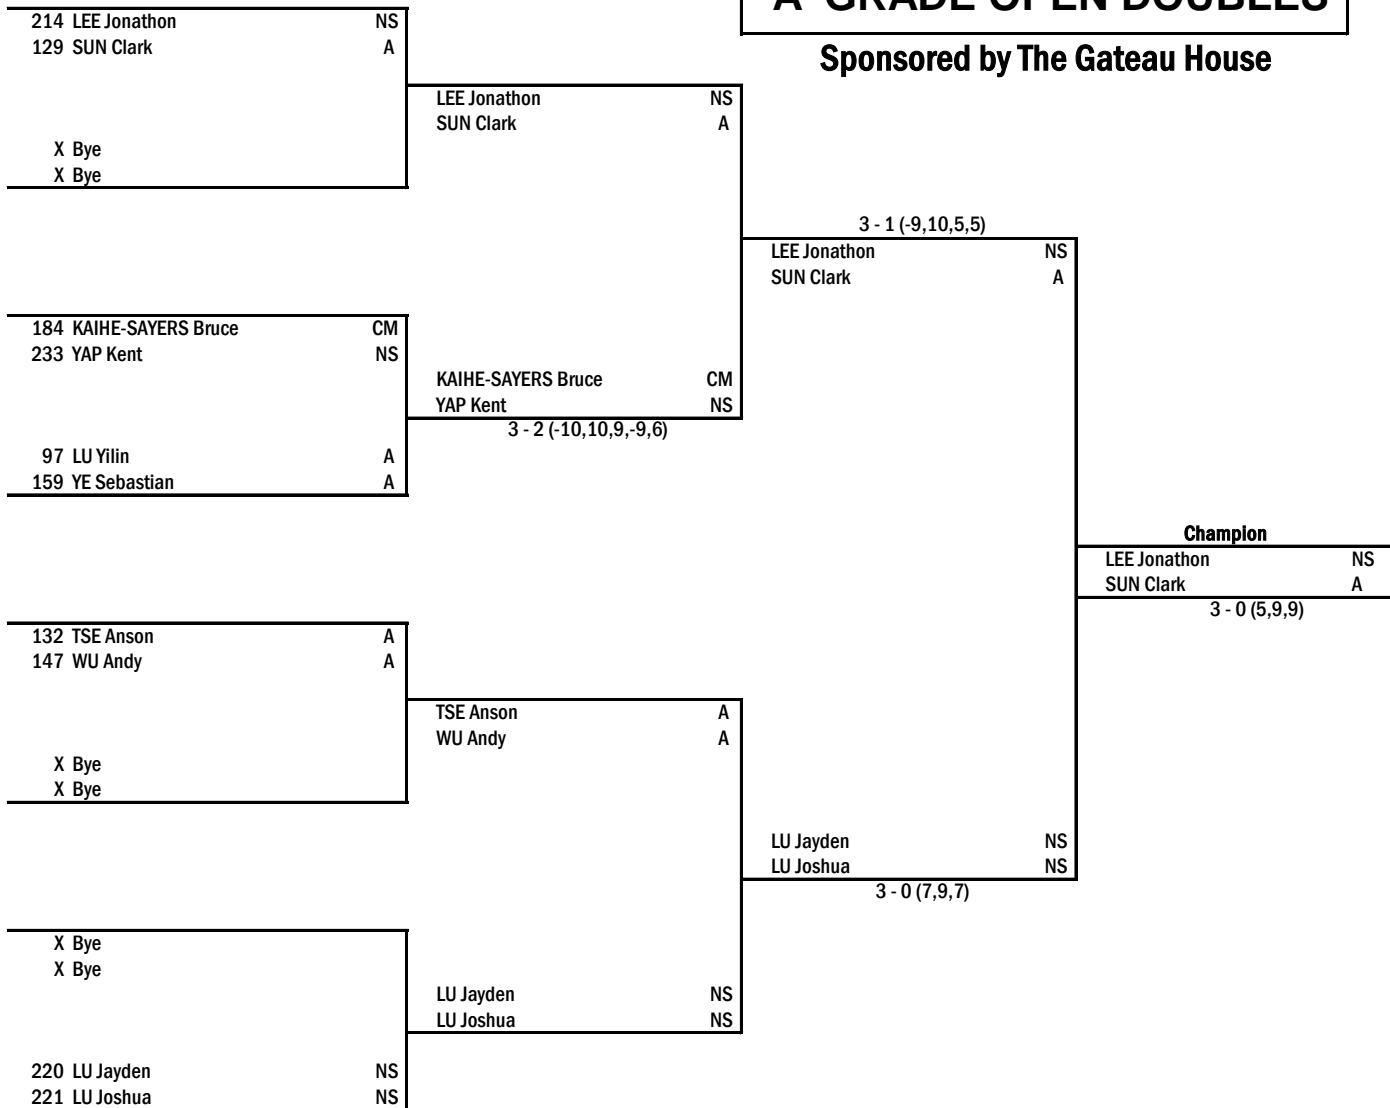 A GRADE OPEN DOUBLES
Sponsored by The Gateau House
214 LEE Jonathon NS
129 SUN Clark A
X Bye
X Bye
184 KAIHE-SAYERS Bruce CM
233 YAP Kent NS
97 LU Yilin A
159 YE Sebastian A
132 TSE Anson A
147 WU Andy A
X Bye
X Bye
X Bye
X Bye
220 LU Jayden NS
221 LU Joshua NS
LEE Jonathon NS
SUN Clark A
KAIHE-SAYERS Bruce CM
YAP Kent NS
3 - 2 (-10,10,9,-9,6)
TSE Anson A
WU Andy A
LU Jayden NS
LU Joshua NS
3 - 1 (-9,10,5,5)
LEE Jonathon NS
SUN Clark A
LU Jayden NS
LU Joshua NS
3 - 0 (7,9,7)
Champion
LEE Jonathon NS
SUN Clark A
3 - 0 (5,9,9)